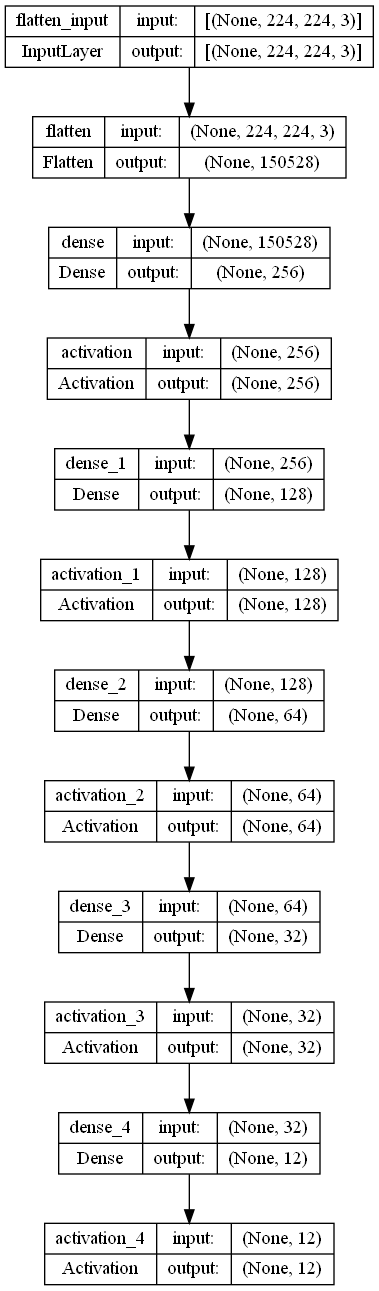 flatten_input input: [(None, 224, 224, 3)]
InputLayer output: [(None, 224, 224, 3)]
flatten input: (None, 224, 224, 3)
Flatten output: (None, 150528)
dense input: (None, 150528)
Dense output: (None, 256)
activation input: (None, 256)
Activation output: (None, 256)
dense_1 input: (None, 256)
Dense output: (None, 128)
activation_1 input: (None, 128)
Activation output: (None, 128)
dense_2 input: (None, 128)
Dense output: (None, 64)
activation_2 input: (None, 64)
Activation output: (None, 64)
dense_3 input: (None, 64)
Dense output: (None, 32)
activation_3 input: (None, 32)
Activation output: (None, 32)
dense_4 input: (None, 32)
Dense output: (None, 12)
activation_4 input: (None, 12)
Activation output: (None, 12)